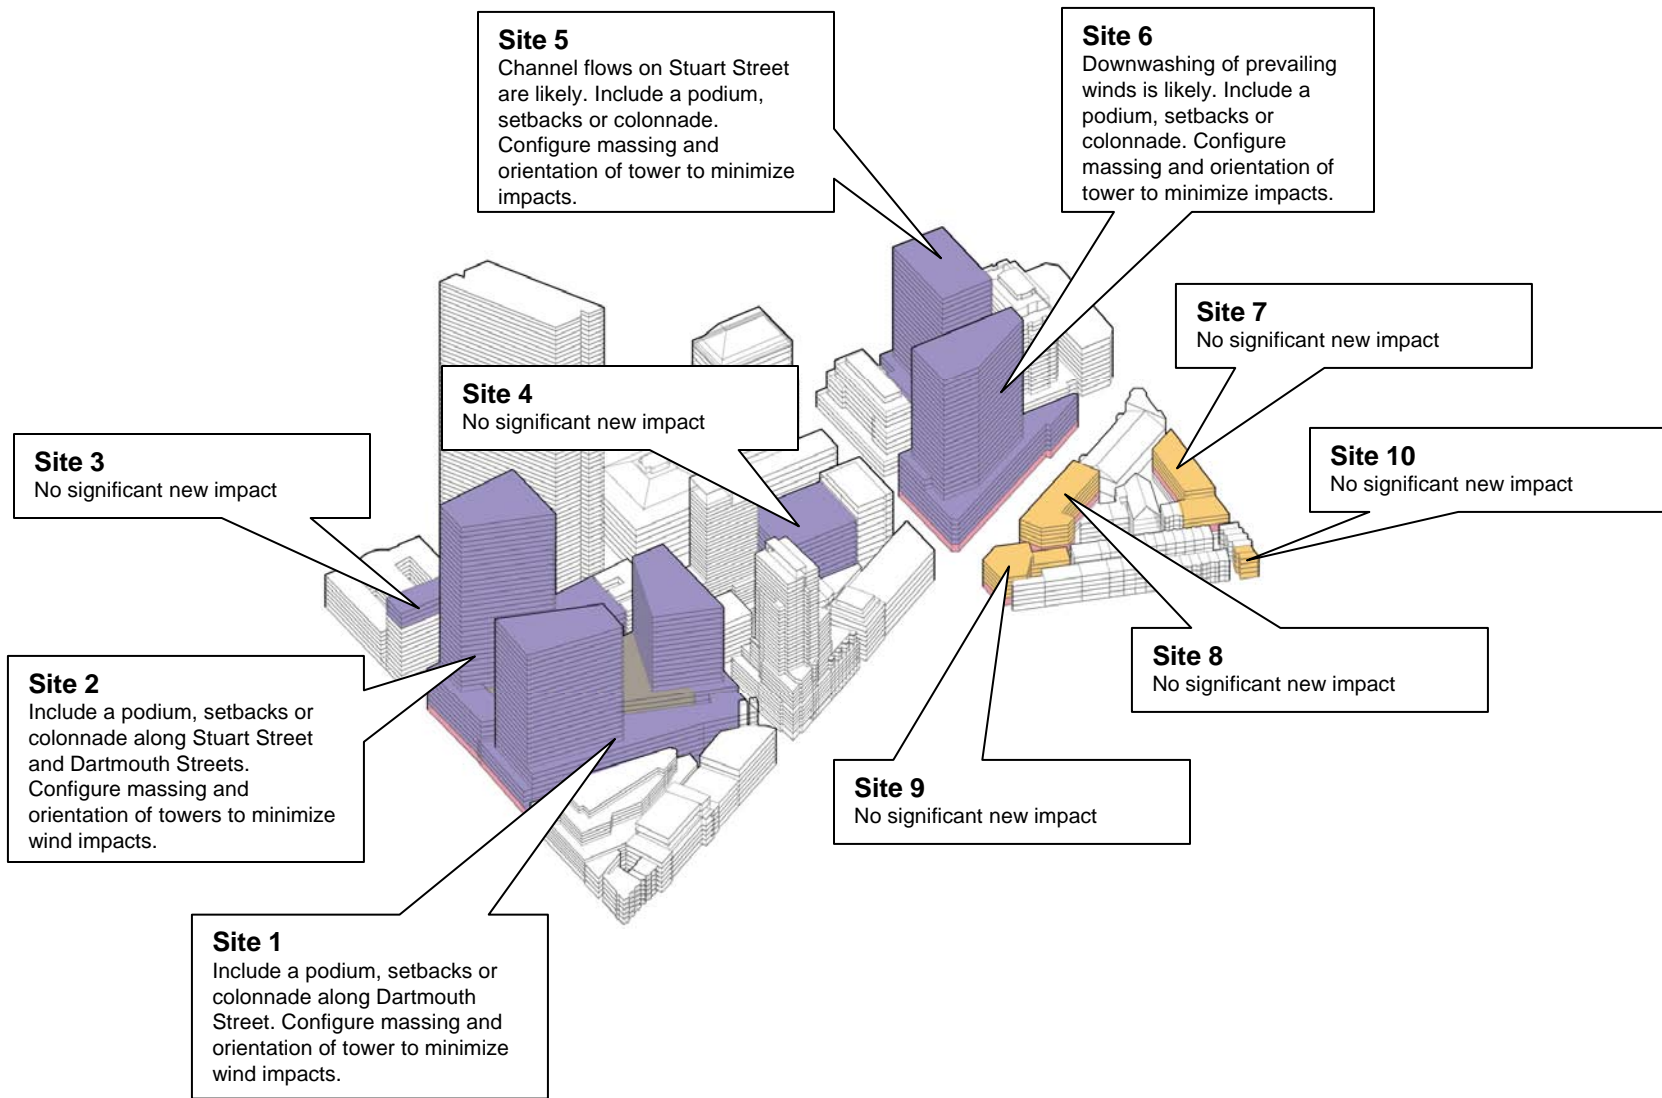 Site 5
Channel flows on Stuart Street
are likely. Include a podium,
setbacks or colonnade.
Configure massing and
orientation of tower to minimize
impacts.
Site 6
Downwashing of prevailing
winds is likely. Include a
podium, setbacks or
colonnade. Configure
massing and orientation of
tower to minimize impacts.
Site 7
No significant new impact
Site 4
No significant new impact
Site 3
No significant new impact
Site 10
No significant new impact
Site 2
Include a podium, setbacks or
colonnade along Stuart Street
and Dartmouth Streets.
Configure massing and
orientation of towers to minimize
wind impacts.
Site 8
No significant new impact
Site 9
No significant new impact
Site 1
Include a podium, setbacks or
colonnade along Dartmouth
Street. Configure massing and
orientation of tower to minimize
wind impacts.